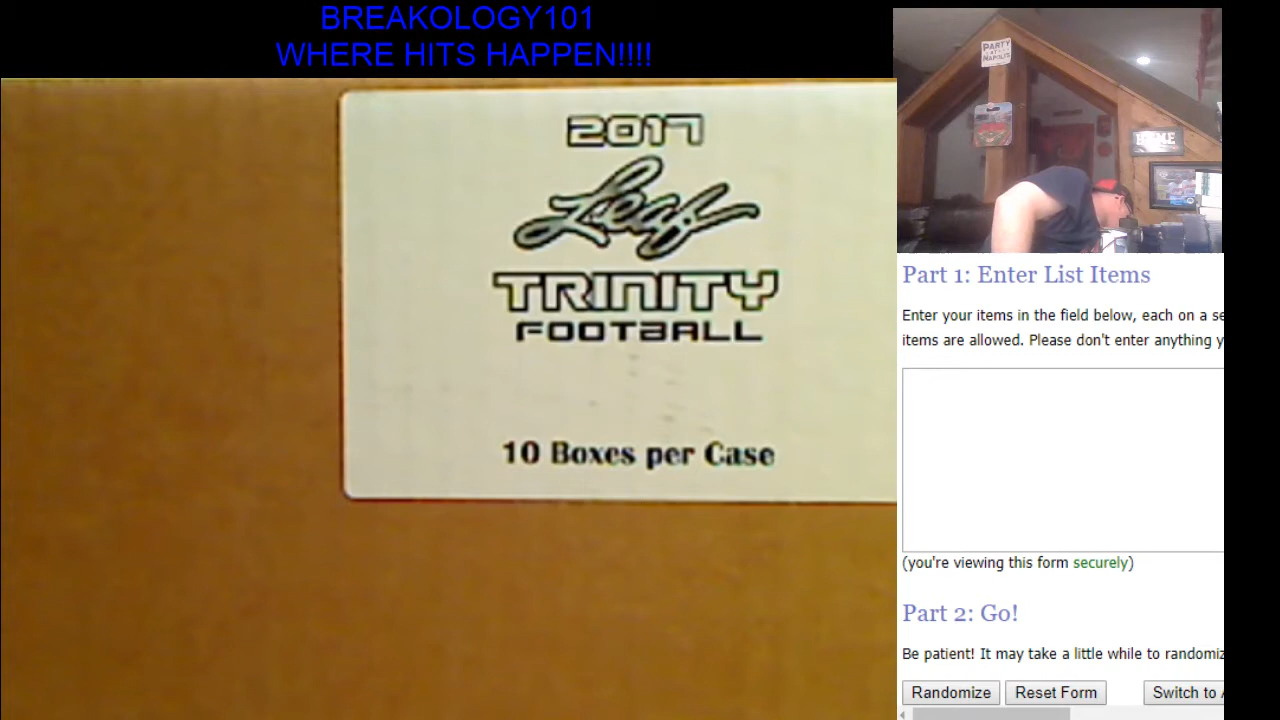 BREAKOLOGY101
WHERE HITS HAPPEN!!!!
2017
Leaf
TRINITY
FOOTBALL
10 Boxes per Case
PARTY
NAPOLIS
HOME
Part 1: Enter List Items
Enter your items in the field below, each on a se
items are allowed. Please don't enter anything y
(you're viewing this form securely)
Part 2: Go!
Be patient! It may take a little while to randomiz
Randomize Reset Form Switch to